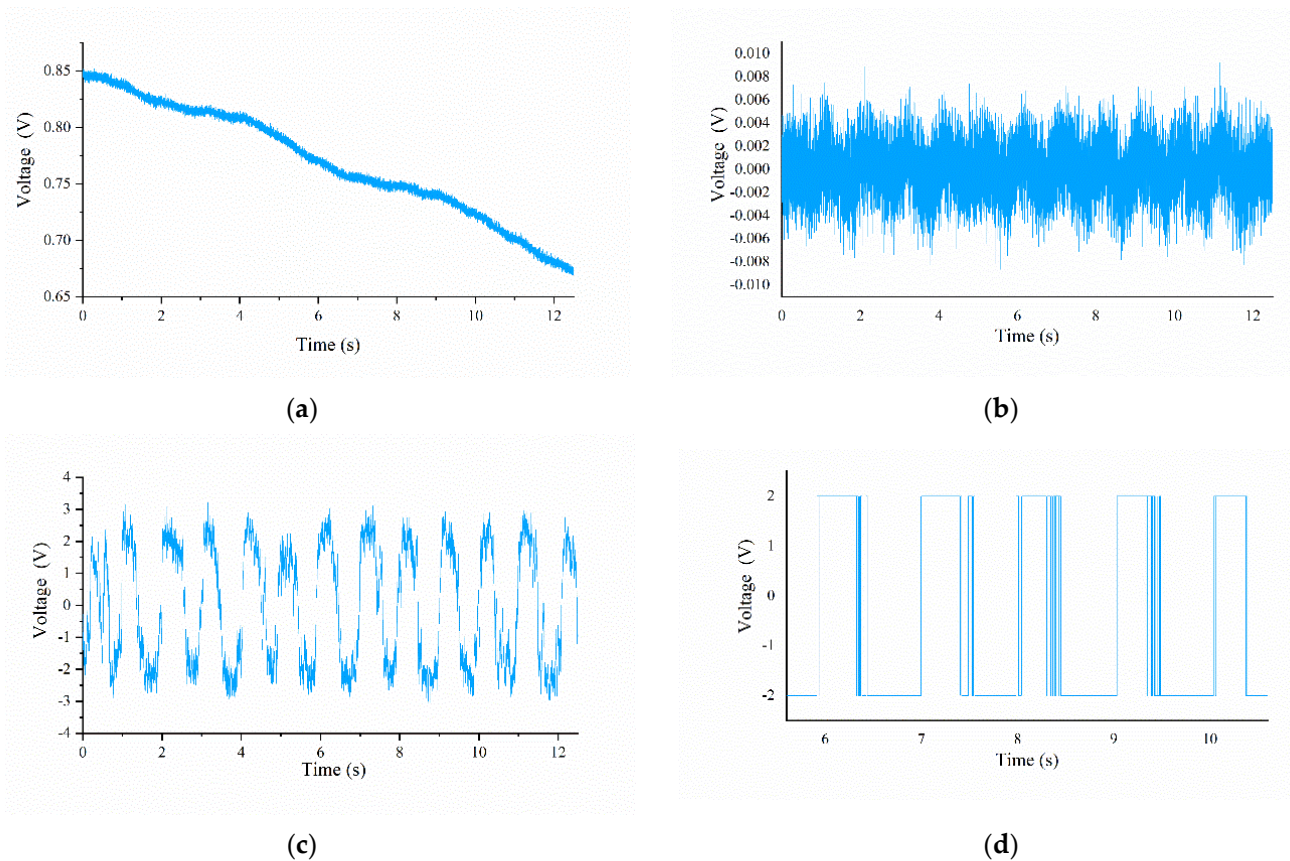 0.85
0.80
0.75
0.70
0.65
Voltage (V)
0 2 4 6 8 10 12
Time (s)
(a)
0.010
0.008
0.006
0.004
0.002
0.000
-0.002
-0.004
-0.006
-0.008
-0.010
Voltage (V)
0 2 4 6 8 10 12
Time (s)
(b)
4
3
2
1
0
-1
-2
-3
-4
Voltage (V)
0 2 4 6 8 10 12
Time (s)
(c)
2
1
0
-1
-2
Voltage (V)
6 7 8 9 10
Time (s)
(d)